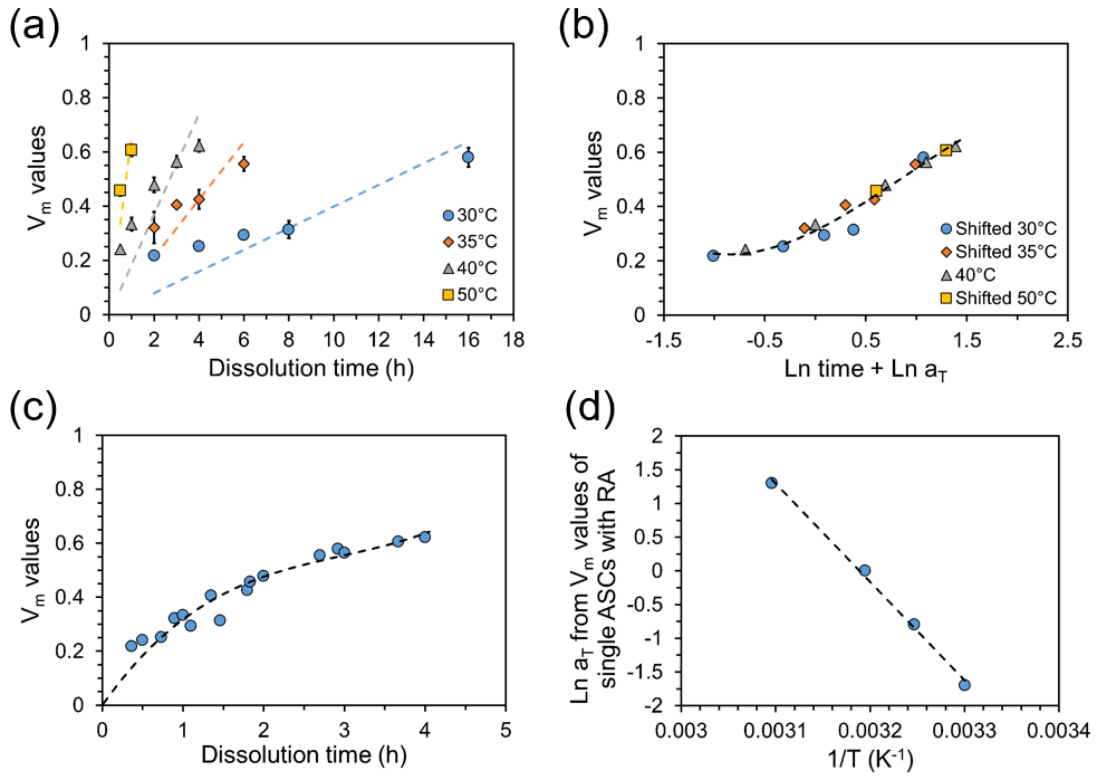 (a)
1
0.8
0.6
0.4
0.2
0
0 2 4 6 8 10 12 14 16 18
V_m values
Dissolution time (h)
30°C
35°C
40°C
50°C
(b)
1
0.8
0.6
0.4
0.2
0
-1.5 -0.5 0.5 1.5 2.5
V_m values
Ln time + Ln a_T
Shifted 30°C
Shifted 35°C
40°C
Shifted 50°C
(c)
1
0.8
0.6
0.4
0.2
0
0 1 2 3 4 5
V_m values
Dissolution time (h)
(d)
2
1.5
1
0.5
0
-0.5
-1
-1.5
-2
0.003 0.0031 0.0032 0.0033 0.0034
Ln a_T from V_m values of
single ASCs with RA
1/T (K⁻¹)